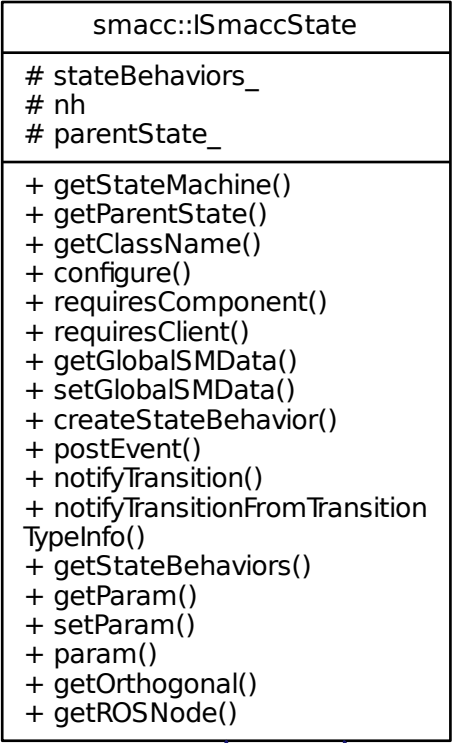 smacc::ISmaccState
# stateBehaviors_
# nh
# parentState_
+ getStateMachine()
+ getParentState()
+ getClassName()
+ configure()
+ requiresComponent()
+ requiresClient()
+ getGlobalSMData()
+ setGlobalSMData()
+ createStateBehavior()
+ postEvent()
+ notifyTransition()
+ notifyTransitionFromTransition
TypeInfo()
+ getStateBehaviors()
+ getParam()
+ setParam()
+ param()
+ getOrthogonal()
+ getROSNode()